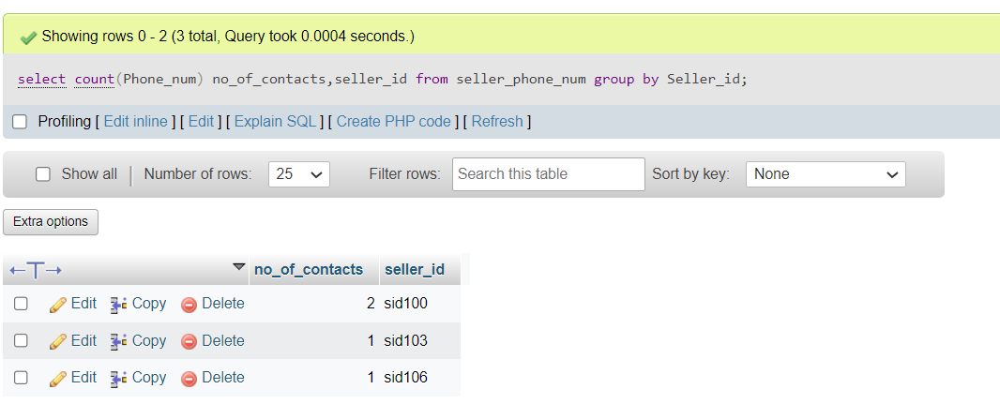 Showing rows 0 - 2 (3 total, Query took 0.0004 seconds.)
select count(Phone_num) no_of_contacts,seller_id from seller_phone_num group by Seller_id;
Profiling [ Edit inline ] [ Edit ] [ Explain SQL ] [ Create PHP code ] [ Refresh ]
Show all | Number of rows: 25 Filter rows: Search this table Sort by key: None
Extra options
←T→ no_of_contacts seller_id
Edit Copy Delete 2 sid100
Edit Copy Delete 1 sid103
Edit Copy Delete 1 sid106